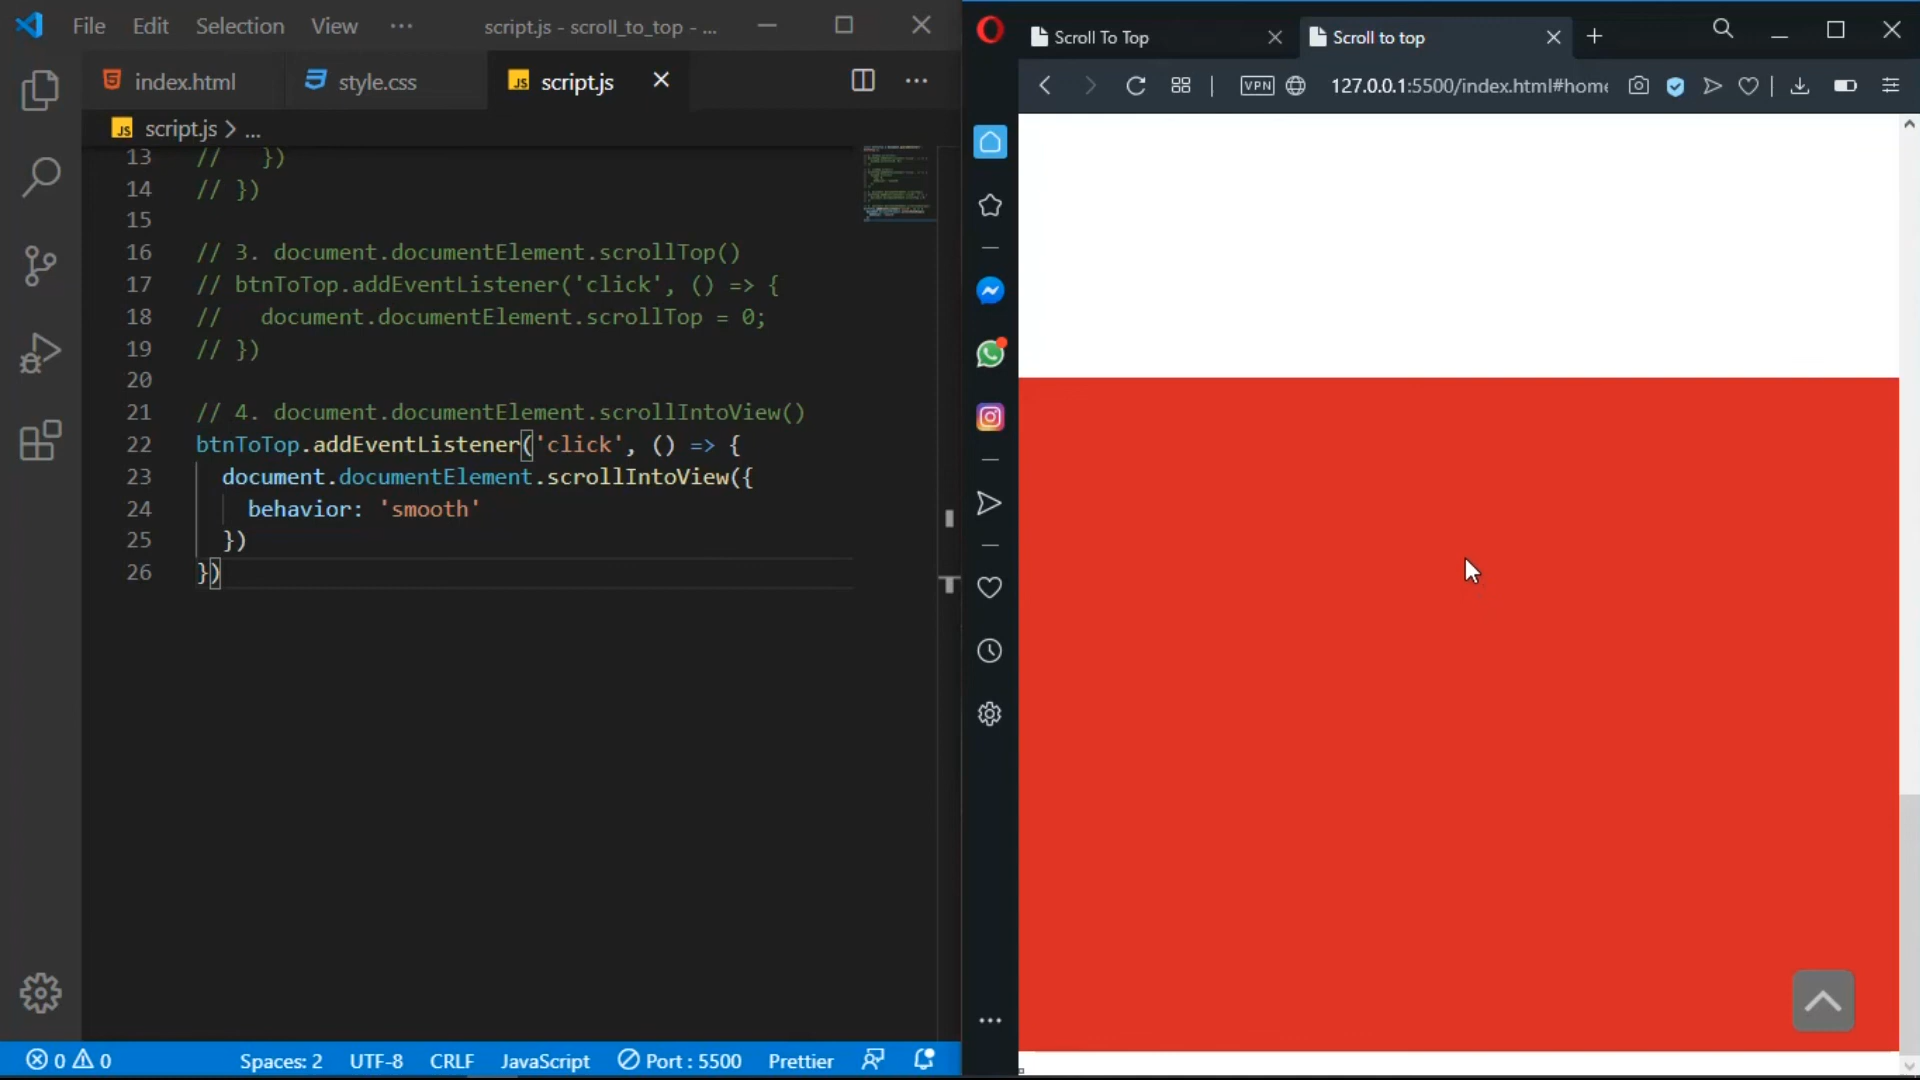 File Edit Selection View ··· script.js - scroll_to_top - ...
index.html style.css JS script.js
JS script.js > ...
13 // })
14 // })
15
16 // 3. document.documentElement.scrollTop()
17 // btnToTop.addEventListener('click', () => {
18 // document.documentElement.scrollTop = 0;
19 // })
20
21 // 4. document.documentElement.scrollIntoView()
22 btnToTop.addEventListener('click', () => {
23 document.documentElement.scrollIntoView({
24 behavior: 'smooth'
25 })
26 })
0 0 Spaces: 2 UTF-8 CRLF JavaScript Port : 5500 Prettier
Scroll To Top Scroll to top
VPN 127.0.0.1:5500/index.html#home